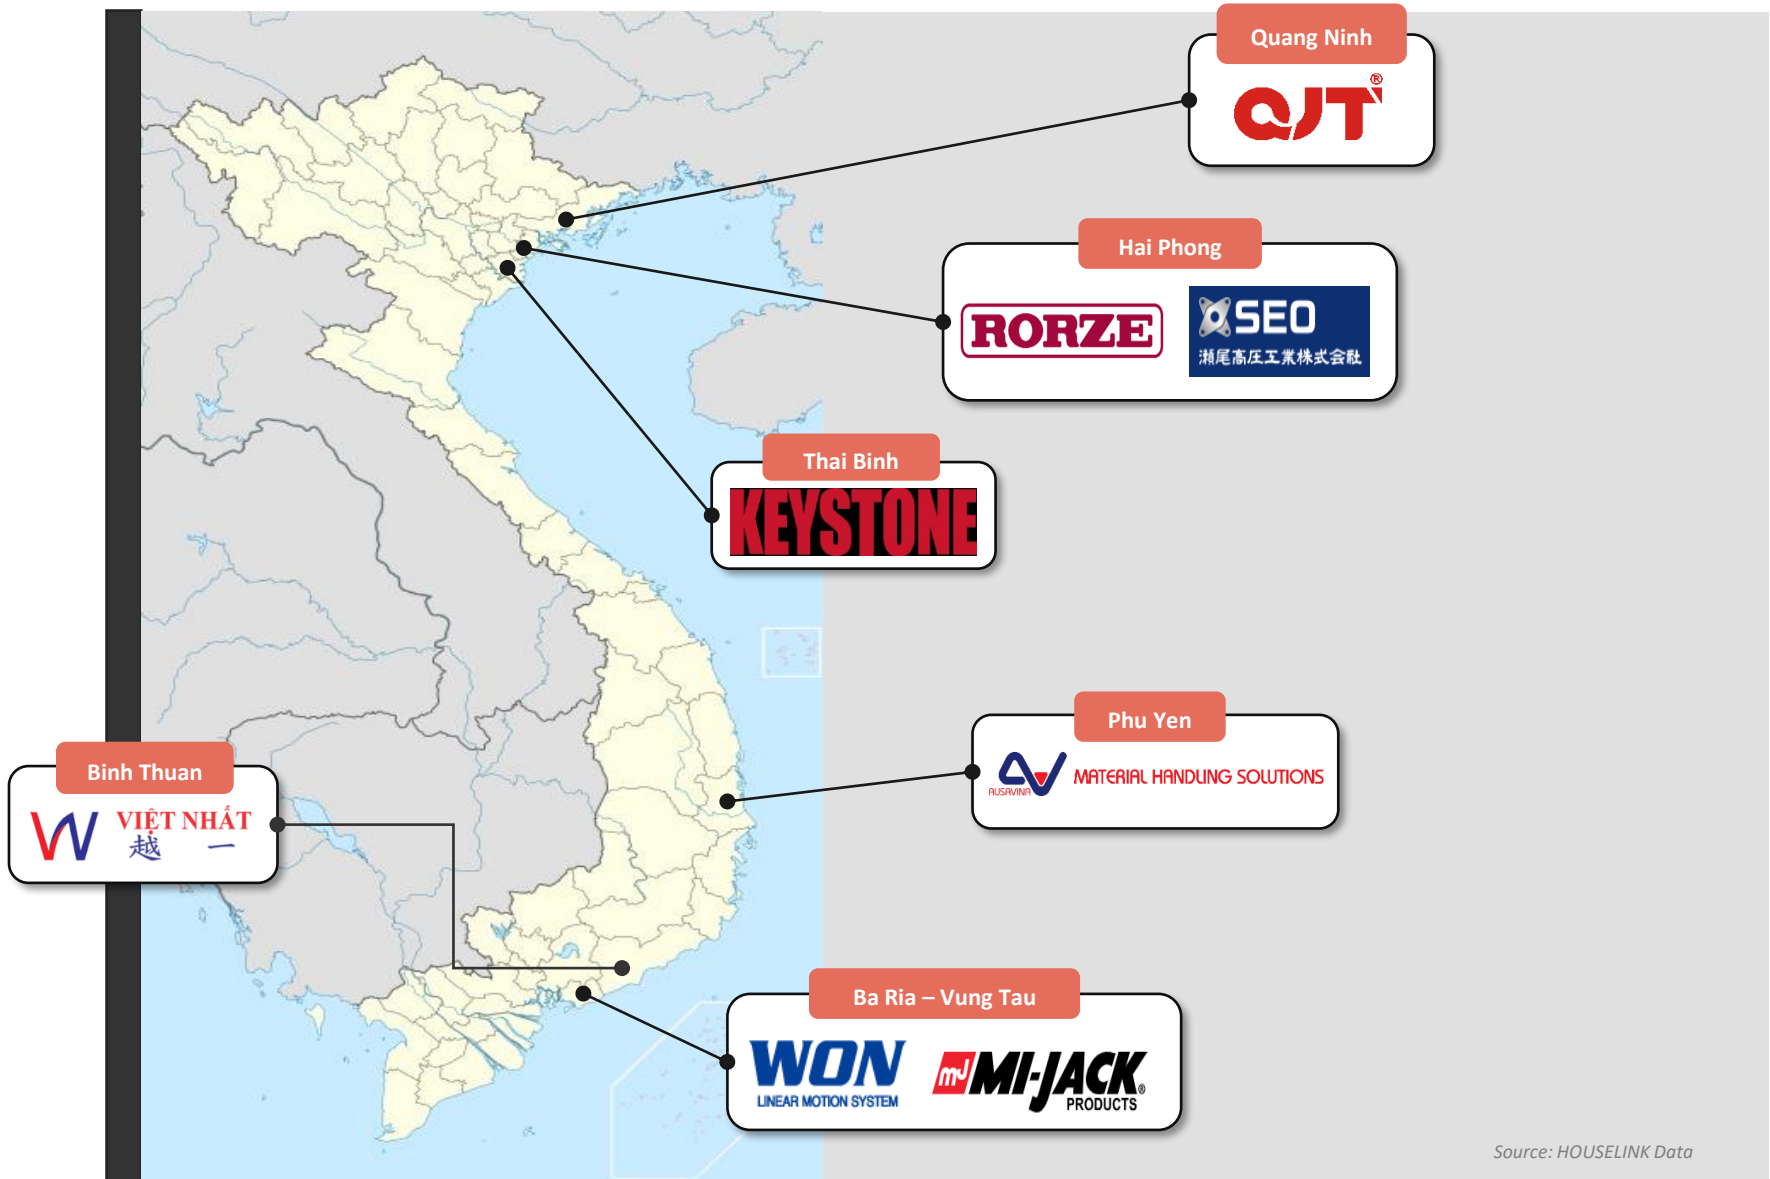 Quang Ninh
QJT®
Hai Phong
RORZE
SEO
瀬尾高圧工業株式会社
Thai Binh
KEYSTONE
Phu Yen
AUSAVINA
MATERIAL HANDLING SOLUTIONS
Binh Thuan
VIỆT NHẤT
越 一
Ba Ria – Vung Tau
WON
LINEAR MOTION SYSTEM
mj MI-JACK®
PRODUCTS
Source: HOUSELINK Data